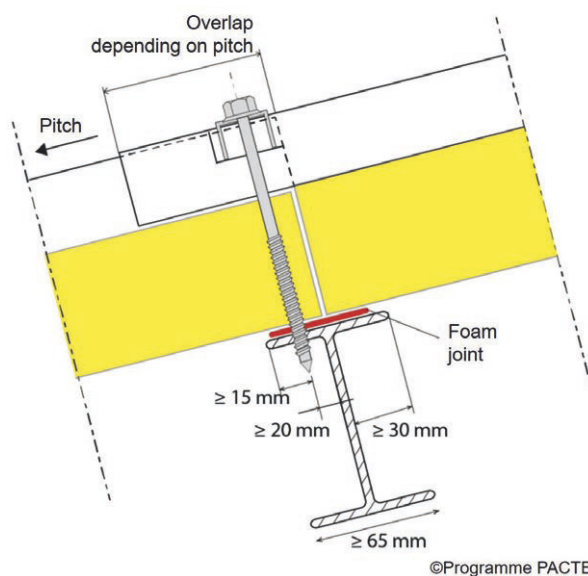 Overlap
depending on pitch
Pitch
Foam
joint
≥ 15 mm
≥ 20 mm
≥ 30 mm
≥ 65 mm
©Programme PACTE